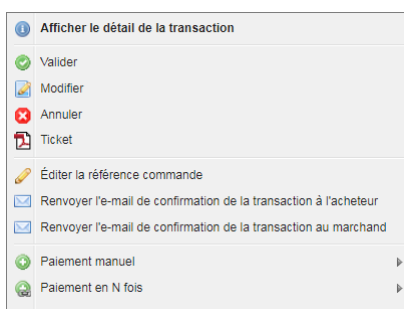 Afficher le détail de la transaction
Valider
Modifier
Annuler
Ticket
Éditer la référence commande
Renvoyer l'e-mail de confirmation de la transaction à l'acheteur
Renvoyer l'e-mail de confirmation de la transaction au marchand
Paiement manuel
Paiement en N fois